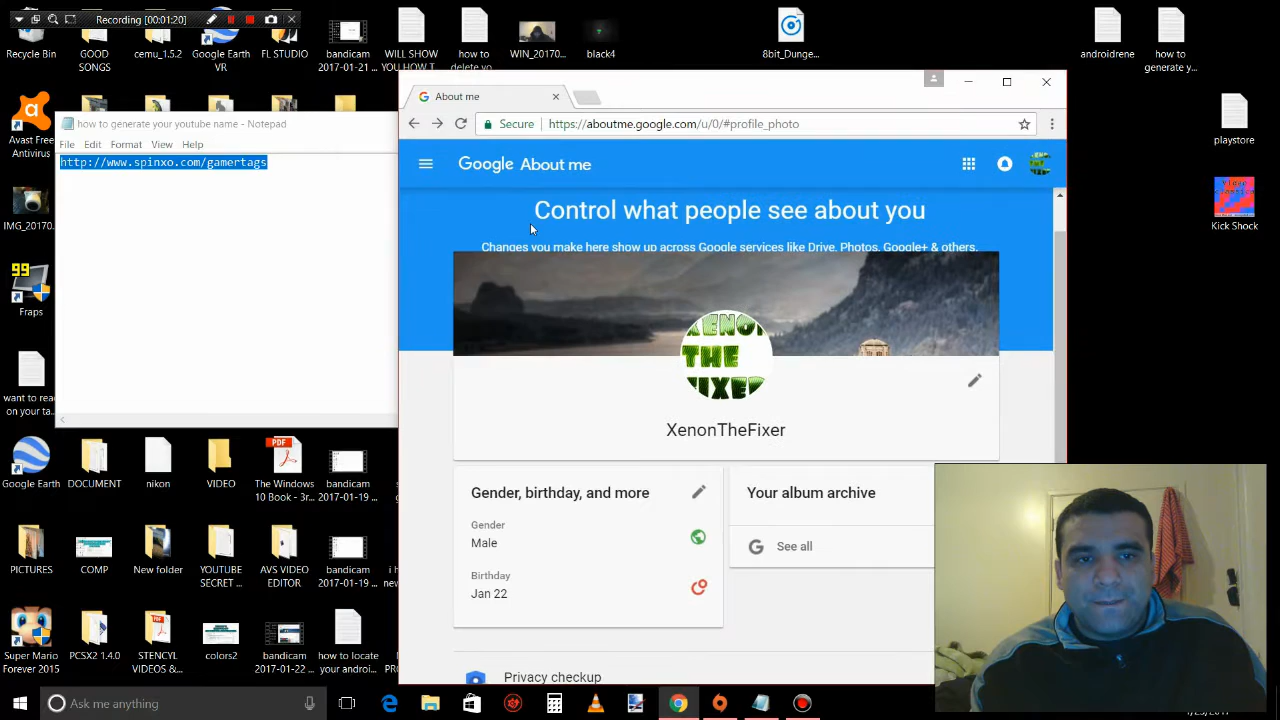 Recording [00:01:20]
Recycle Bin
GOOD SONGS
cemu_1.5.2
Google Earth VR
FL STUDIO
bandicam 2017-01-21 ...
WILL SHOW YOU HOW T...
how to delete yo...
WIN_20170...
black4
8bit_Dunge...
androidrene
how to generate y...
Avast Free Antivirus
how to generate your youtube name - Notepad
File Edit Format View Help
http://www.spinxo.com/gamertags
About me
Secure
https://aboutme.google.com/u/0/#profile_photo
Google About me
Control what people see about you
Changes you make here show up across Google services like Drive, Photos, Google+ & others.
XENON
THE
FIXER
XenonTheFixer
Gender, birthday, and more
Gender
Male
Birthday
Jan 22
Your album archive
See all
Privacy checkup
playstore
Kick Shock
IMG_20170...
99
Fraps
want to rea...
on your ta...
Google Earth
DOCUMENT
nikon
VIDEO
PDF
The Windows 10 Book - 3r...
bandicam 2017-01-19 ...
PICTURES
COMP
New folder
YOUTUBE SECRET ...
AVS VIDEO EDITOR
bandicam 2017-01-19 ...
Super Mario Forever 2015
PCSX2 1.4.0
STENCYL VIDEOS &...
colors2
bandicam 2017-01-22 ...
how to locate your androi...
Ask me anything